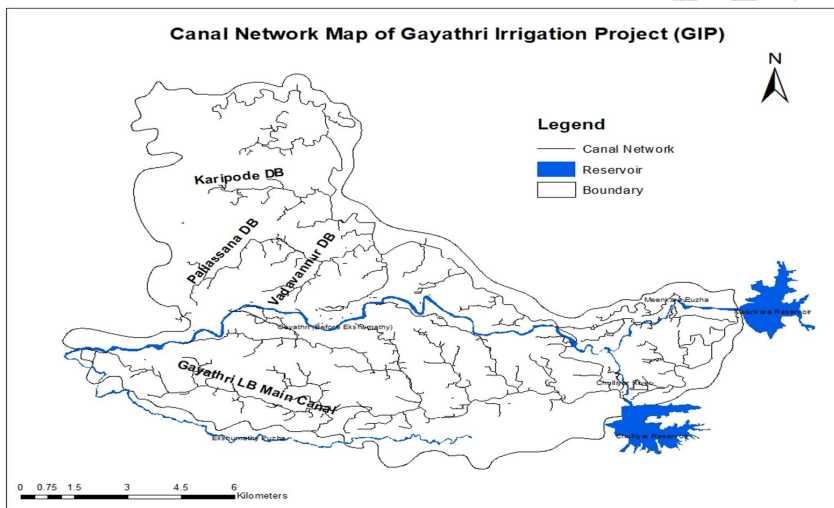 Canal Network Map of Gayathri Irrigation Project (GIP)
N
Legend
Canal Network
Reservoir
Boundary
Karipode DB
Pallassana DB
Vadavannur DB
Meenkara Puzha
Meenkara Reservoir
Gayathri (Before Ikshumathy)
Gayathri LB Main Canal
Chulliyar River
Chulliyar Reservoir
Puzha
0 0.75 1.5 3 4.5 6
Kilometers